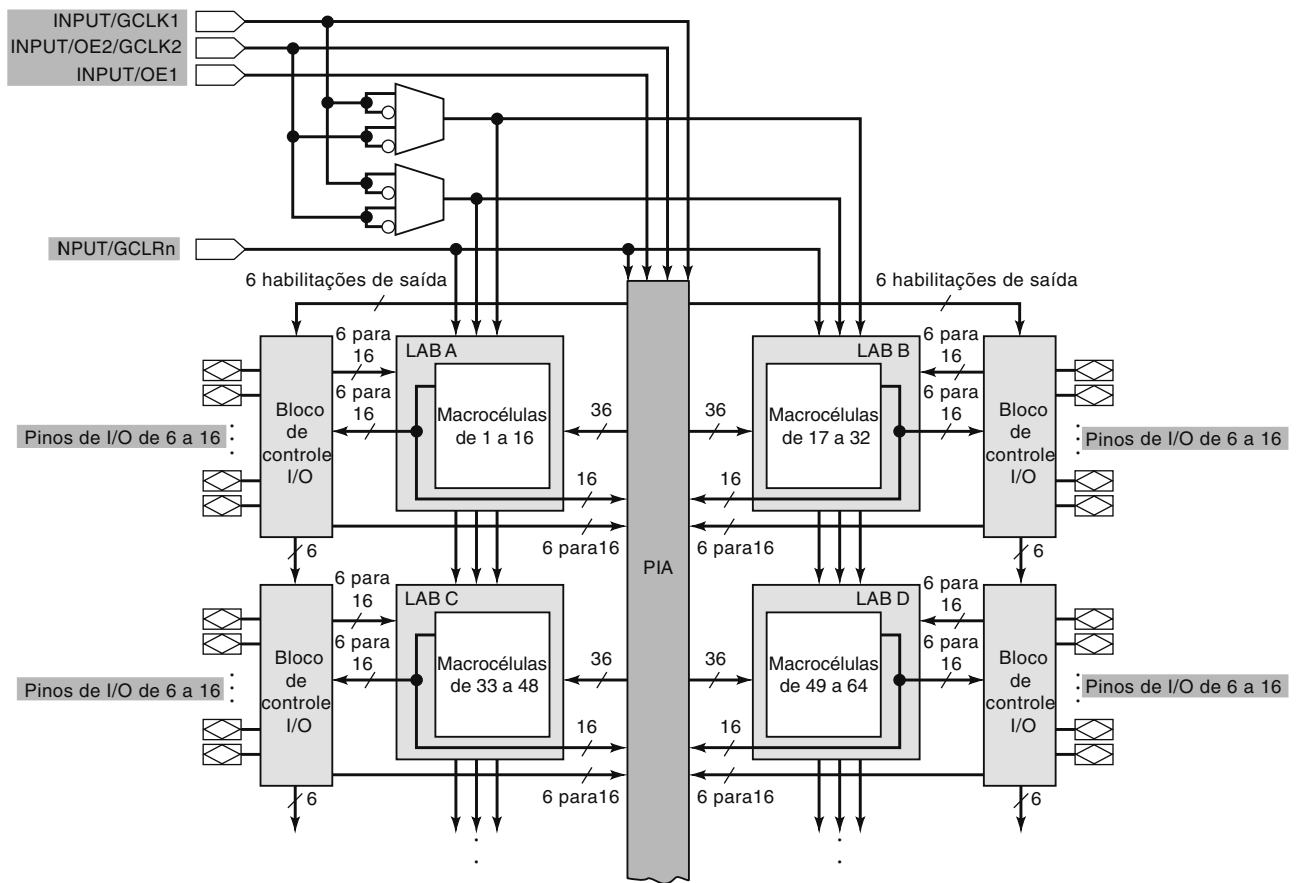 INPUT/GCLK1
INPUT/OE2/GCLK2
INPUT/OE1
NPUT/GCLRn
6 habilitações de saída
6 habilitações de saída
6 para
16
LAB A
LAB B
6 para
16
6 para
16
6 para
16
Bloco
de
controle
I/O
Macrocélulas
de 1 a 16
36
36
Macrocélulas
de 17 a 32
Bloco
de
controle
I/O
Pinos de I/O de 6 a 16
Pinos de I/O de 6 a 16
16
16
6 para16
6 para16
6
6
PIA
6 para
16
LAB C
LAB D
6 para
16
6 para
16
6 para
16
Bloco
de
controle
I/O
Macrocélulas
de 33 a 48
36
36
Macrocélulas
de 49 a 64
Bloco
de
controle
I/O
Pinos de I/O de 6 a 16
Pinos de I/O de 6 a 16
16
16
6 para16
6 para16
6
6